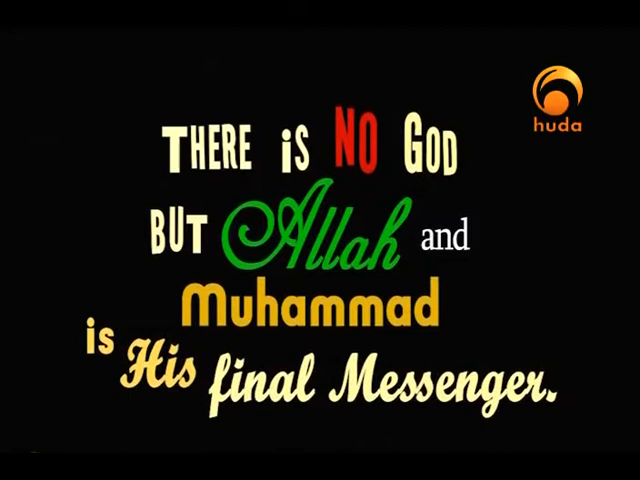 huda
THERE iS NO GOD
BUT Allah and
Muhammad
is His final Messenger.